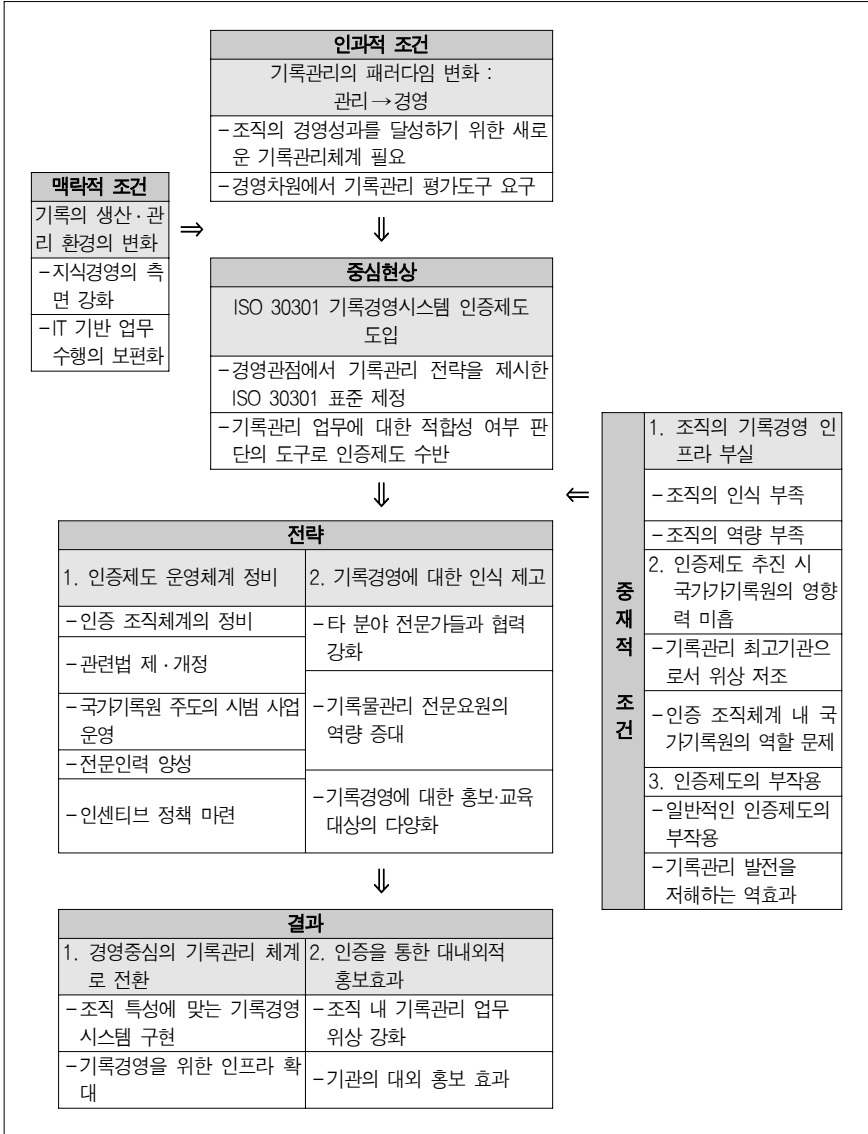 인과적 조건
기록관리의 패러다임 변화 :
관리→경영
-조직의 경영성과를 달성하기 위한 새로
운 기록관리체계 필요
-경영차원에서 기록관리 평가도구 요구
맥락적 조건
기록의 생산·관
리 환경의 변화
-지식경영의 측
면 강화
-IT 기반 업무
수행의 보편화
⇒
⇓
중심현상
ISO 30301 기록경영시스템 인증제도
도입
-경영관점에서 기록관리 전략을 제시한
ISO 30301 표준 제정
-기록관리 업무에 대한 적합성 여부 판
단의 도구로 인증제도 수반
⇓
⇐
중재적 조건
1. 조직의 기록경영 인
프라 부실
-조직의 인식 부족
-조직의 역량 부족
2. 인증제도 추진 시
국가가기록원의 영향
력 미흡
-기록관리 최고기관으
로서 위상 저조
-인증 조직체계 내 국
가기록원의 역할 문제
3. 인증제도의 부작용
-일반적인 인증제도의
부작용
-기록관리 발전을
저해하는 역효과
전략
1. 인증제도 운영체계 정비
-인증 조직체계의 정비
-관련법 제·개정
-국가기록원 주도의 시범 사업
운영
-전문인력 양성
-인센티브 정책 마련
2. 기록경영에 대한 인식 제고
-타 분야 전문가들과 협력
강화
-기록물관리 전문요원의
역량 증대
-기록경영에 대한 홍보·교육
대상의 다양화
⇓
결과
1. 경영중심의 기록관리 체계
로 전환
-조직 특성에 맞는 기록경영
시스템 구현
-기록경영을 위한 인프라 확
대
2. 인증을 통한 대내외적
홍보효과
-조직 내 기록관리 업무
위상 강화
-기관의 대외 홍보 효과